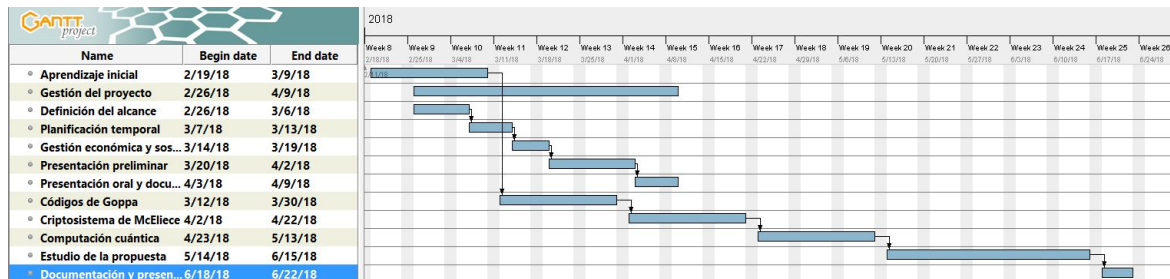 GANTT project
2018
Name Begin date End date
Week 8 Week 9 Week 10 Week 11 Week 12 Week 13 Week 14 Week 15 Week 16 Week 17 Week 18 Week 19 Week 20 Week 21 Week 22 Week 23 Week 24 Week 25 Week 26
2/18/18 2/25/18 3/4/18 3/11/18 3/18/18 3/25/18 4/1/18 4/8/18 4/15/18 4/22/18 4/29/18 5/6/18 5/13/18 5/20/18 5/27/18 6/3/18 6/10/18 6/17/18 6/24/18
Aprendizaje inicial 2/19/18 3/9/18
Gestión del proyecto 2/26/18 4/9/18
Definición del alcance 2/26/18 3/6/18
Planificación temporal 3/7/18 3/13/18
Gestión económica y sos... 3/14/18 3/19/18
Presentación preliminar 3/20/18 4/2/18
Presentación oral y docu... 4/3/18 4/9/18
Códigos de Goppa 3/12/18 3/30/18
Criptosistema de McEliece 4/2/18 4/22/18
Computación cuántica 4/23/18 5/13/18
Estudio de la propuesta 5/14/18 6/15/18
Documentación y presen... 6/18/18 6/22/18